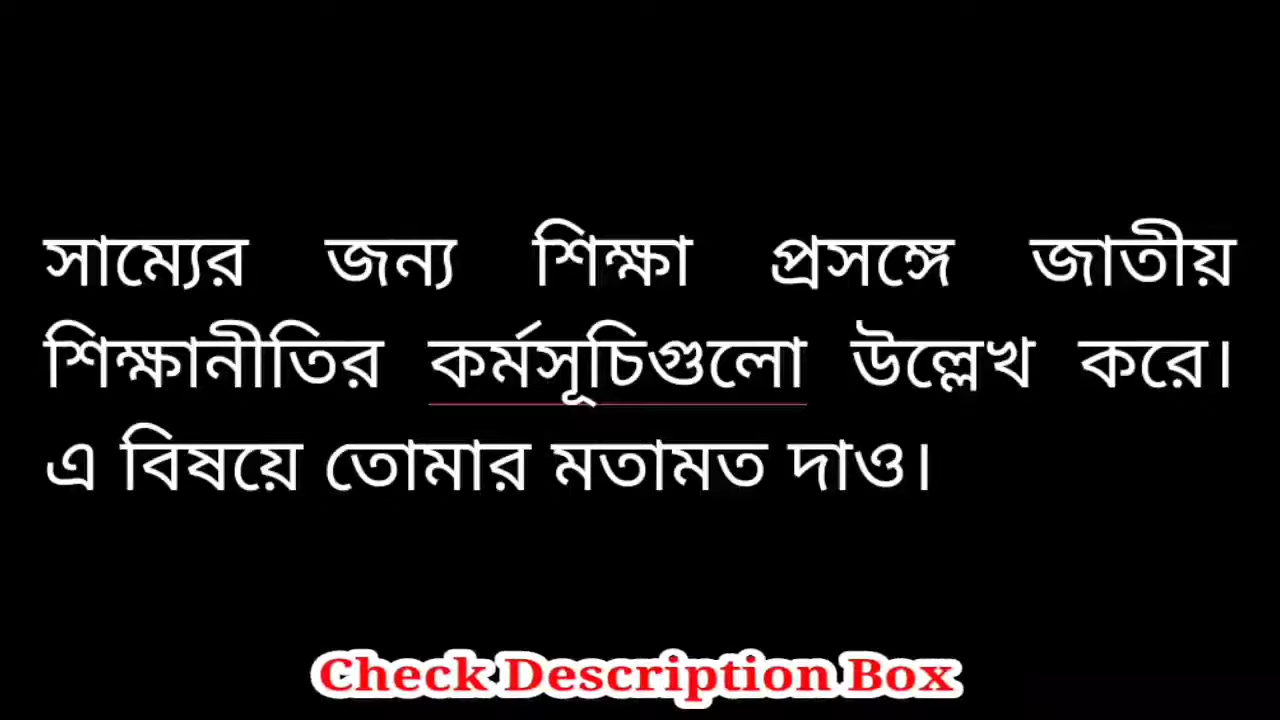 সাম্যের জন্য শিক্ষা প্রসঙ্গে জাতীয়
শিক্ষানীতির কর্মসূচিগুলো উল্লেখ করে।
এ বিষয়ে তোমার মতামত দাও।
Check Description Box